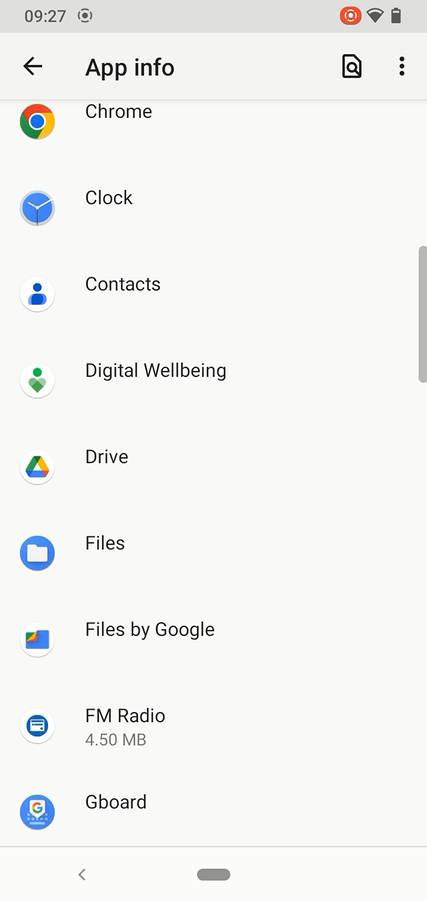 09:27
App info
Chrome
Clock
Contacts
Digital Wellbeing
Drive
Files
Files by Google
FM Radio
4.50 MB
Gboard